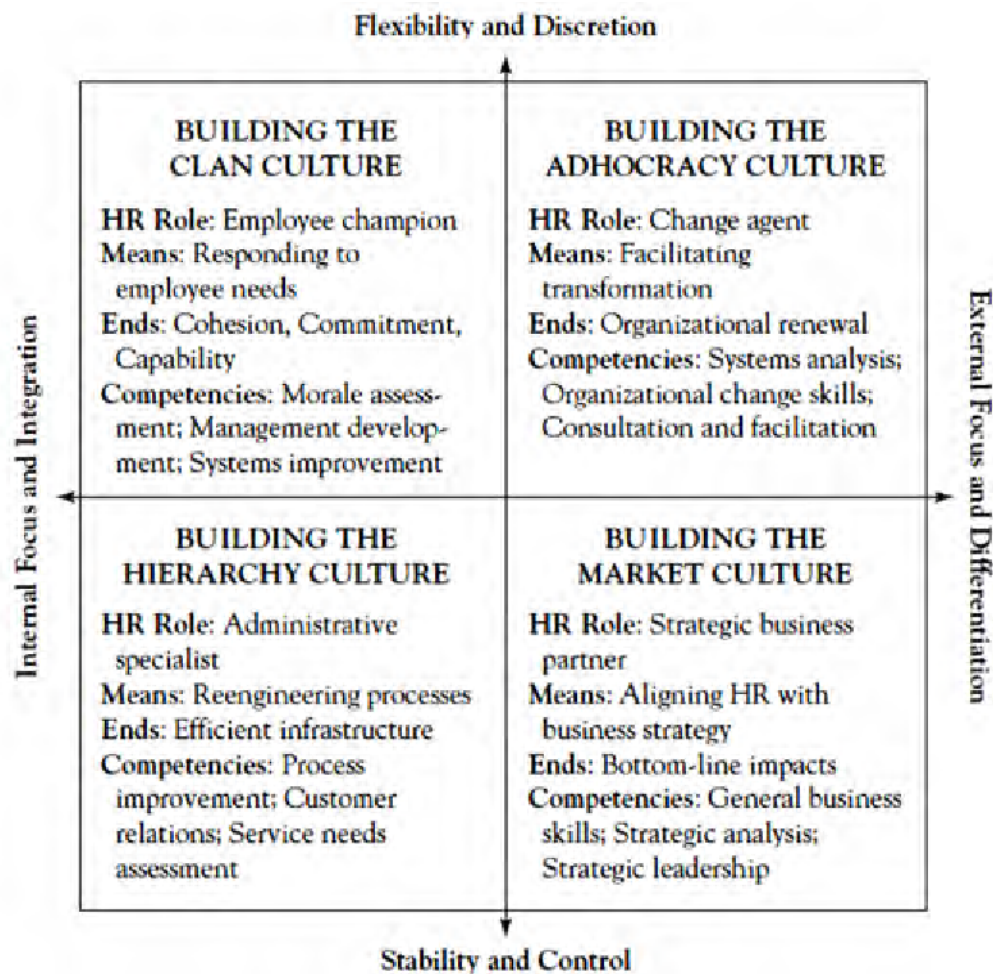 Flexibility and Discretion
BUILDING THE
CLAN CULTURE
HR Role: Employee champion
Means: Responding to
employee needs
Ends: Cohesion, Commitment,
Capability
Competencies: Morale assess-
ment; Management develop-
ment; Systems improvement
BUILDING THE
ADHOCRACY CULTURE
HR Role: Change agent
Means: Facilitating
transformation
Ends: Organizational renewal
Competencies: Systems analysis;
Organizational change skills;
Consultation and facilitation
Internal Focus and Integration
External Focus and Differentiation
BUILDING THE
HIERARCHY CULTURE
HR Role: Administrative
specialist
Means: Reengineering processes
Ends: Efficient infrastructure
Competencies: Process
improvement; Customer
relations; Service needs
assessment
BUILDING THE
MARKET CULTURE
HR Role: Strategic business
partner
Means: Aligning HR with
business strategy
Ends: Bottom-line impacts
Competencies: General business
skills; Strategic analysis;
Strategic leadership
Stability and Control